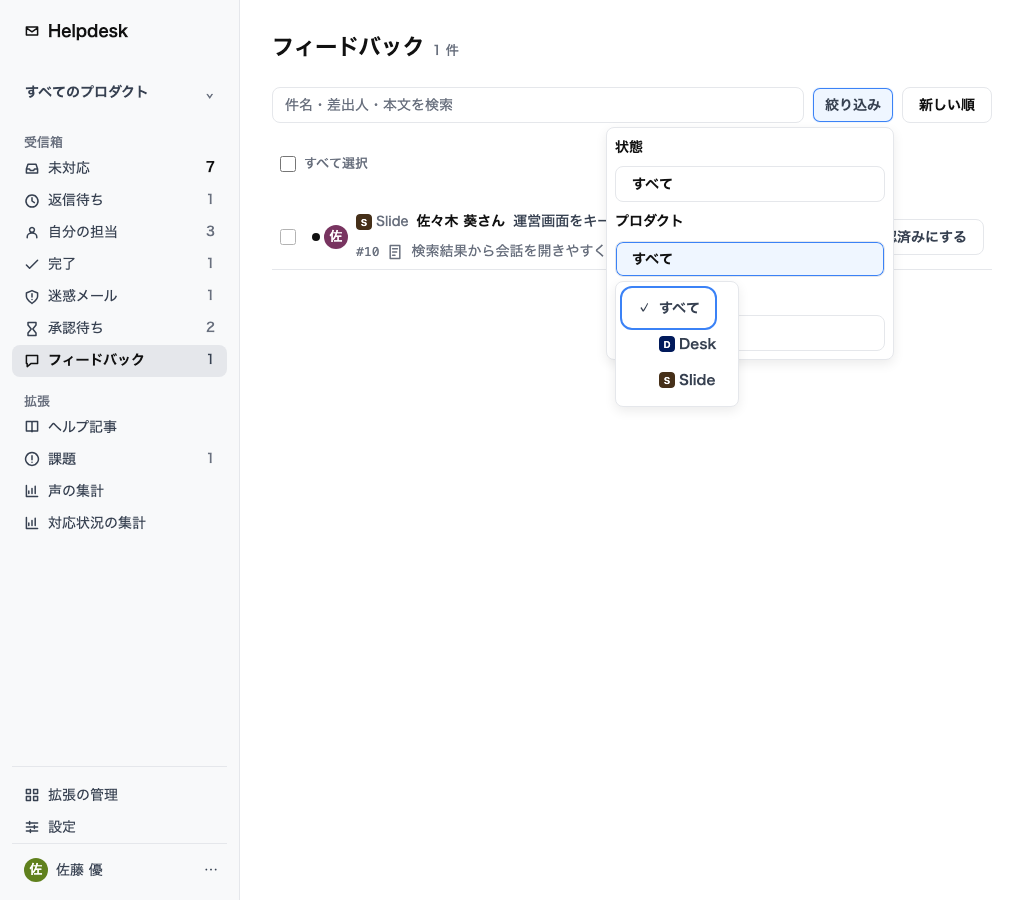 Helpdesk
すべてのプロダクト
受信箱
未対応 7
返信待ち 1
自分の担当 3
完了 1
迷惑メール 1
承認待ち 2
フィードバック 1
拡張
ヘルプ記事
課題 1
声の集計
対応状況の集計
拡張の管理
設定
佐 佐藤 優 ...
フィードバック 1 件
件名・差出人・本文を検索 絞り込み 新しい順
すべて選択
佐 S Slide 佐々木 葵さん 運営画面をキー
#10 検索結果から会話を開きやすく
済みにする
状態
すべて
プロダクト
すべて
✓ すべて
D Desk
S Slide